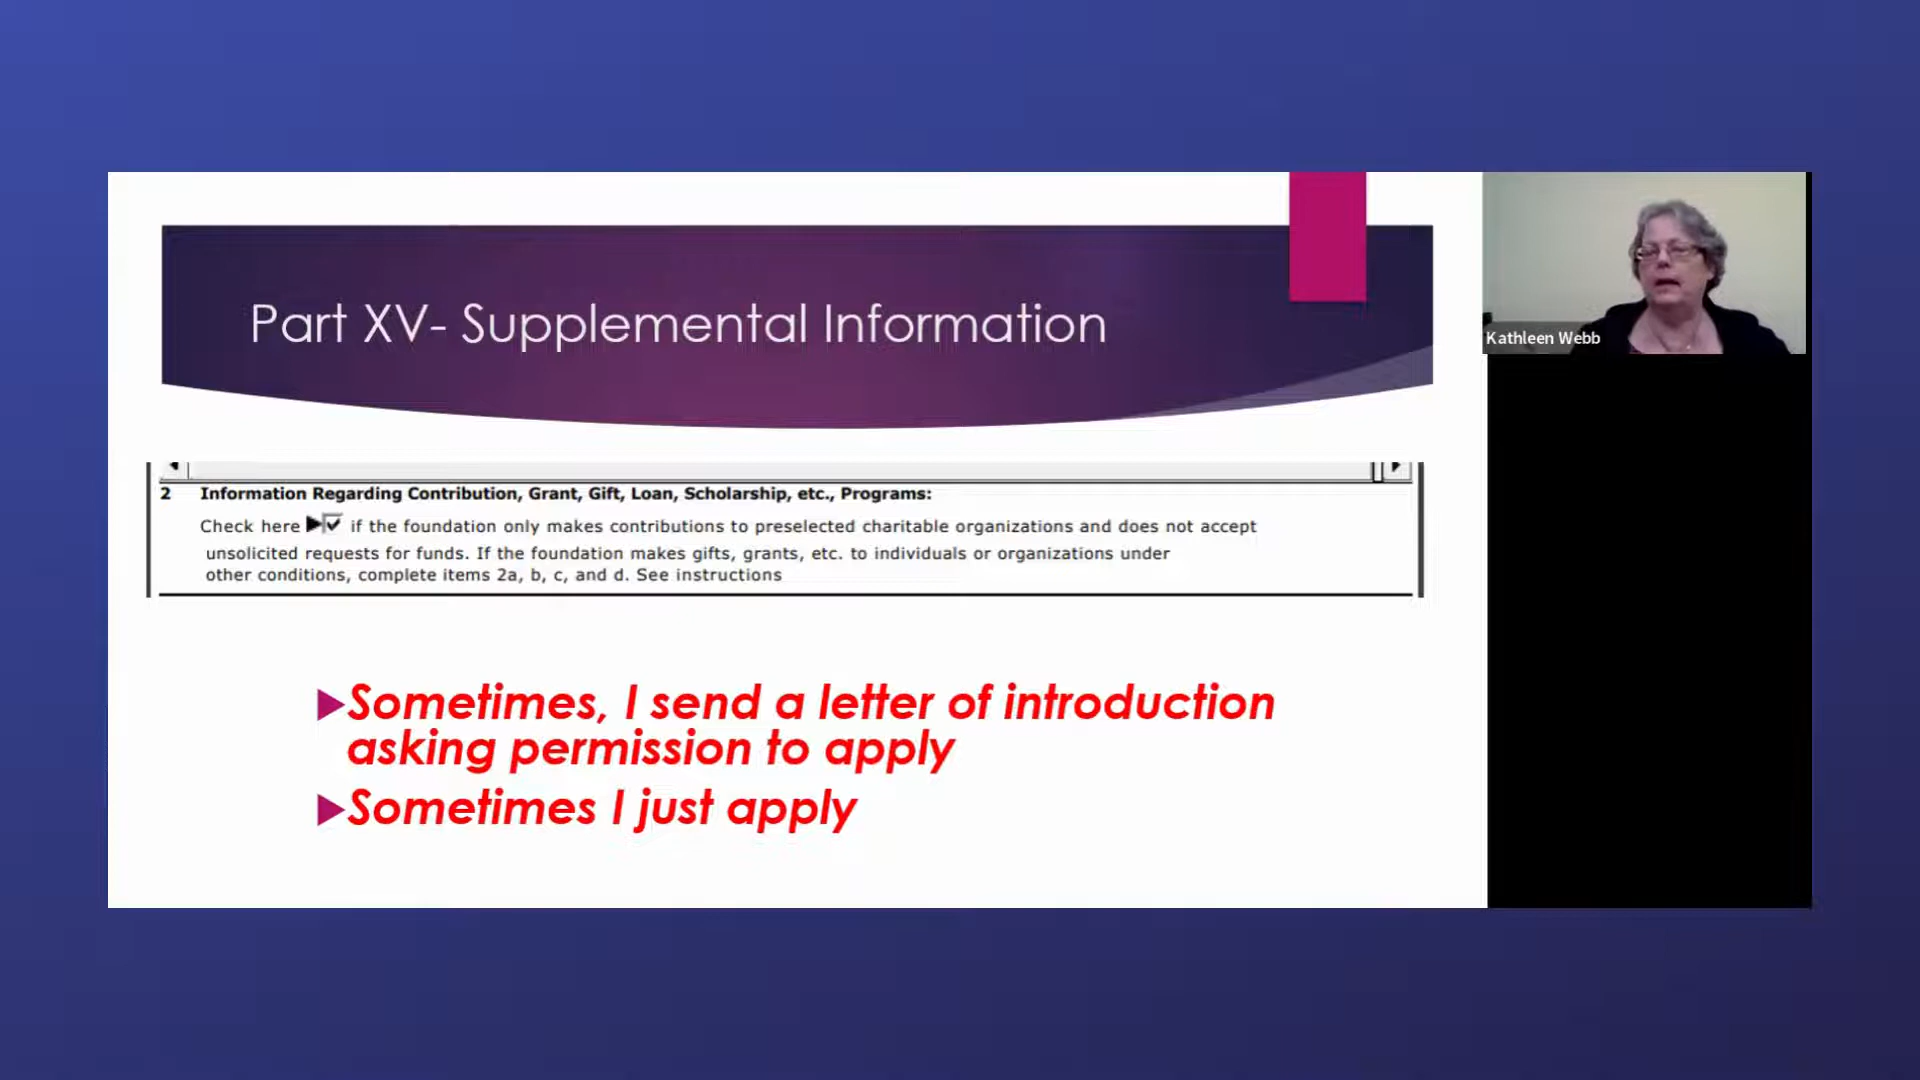 Part XV- Supplemental Information
Kathleen Webb
2 Information Regarding Contribution, Grant, Gift, Loan, Scholarship, etc., Programs:
Check here if the foundation only makes contributions to preselected charitable organizations and does not accept
unsolicited requests for funds. If the foundation makes gifts, grants, etc. to individuals or organizations under
other conditions, complete items 2a, b, c, and d. See instructions
Sometimes, I send a letter of introduction
asking permission to apply
Sometimes I just apply